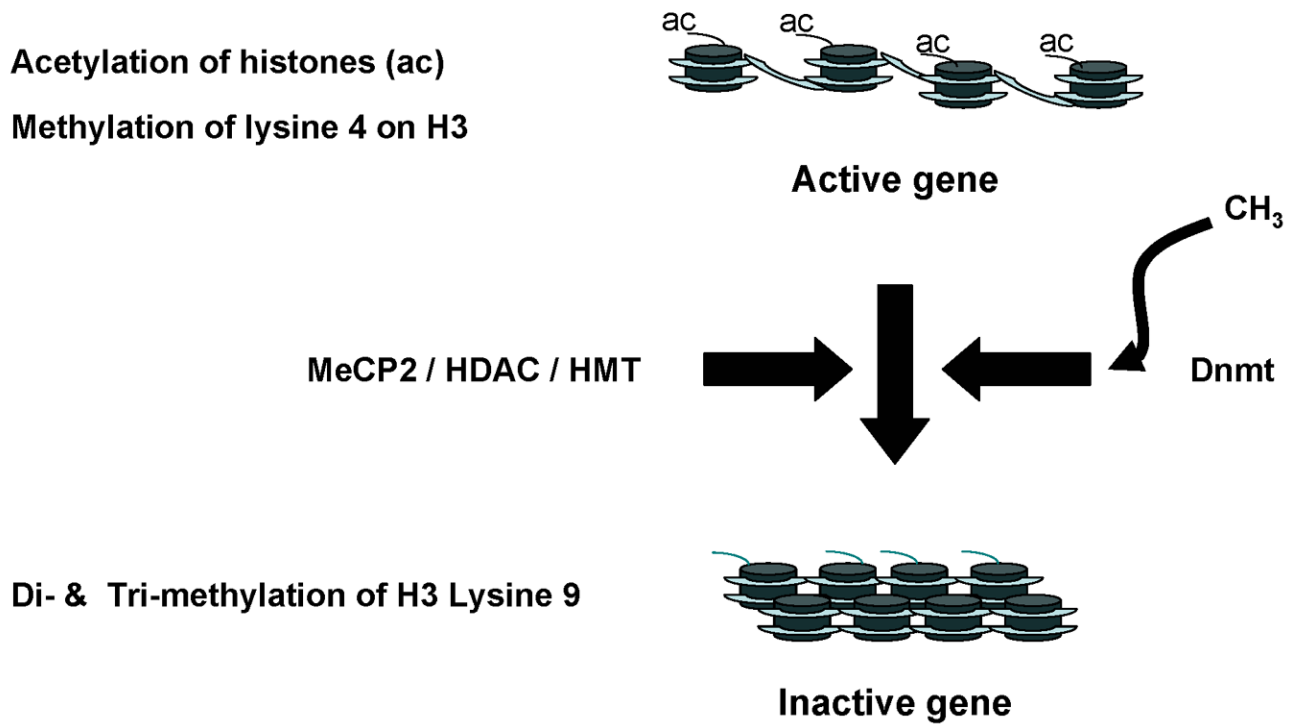 ac ac ac ac
Acetylation of histones (ac)
Methylation of lysine 4 on H3
Active gene
CH₃
MeCP2 / HDAC / HMT
Dnmt
Di- & Tri-methylation of H3 Lysine 9
Inactive gene